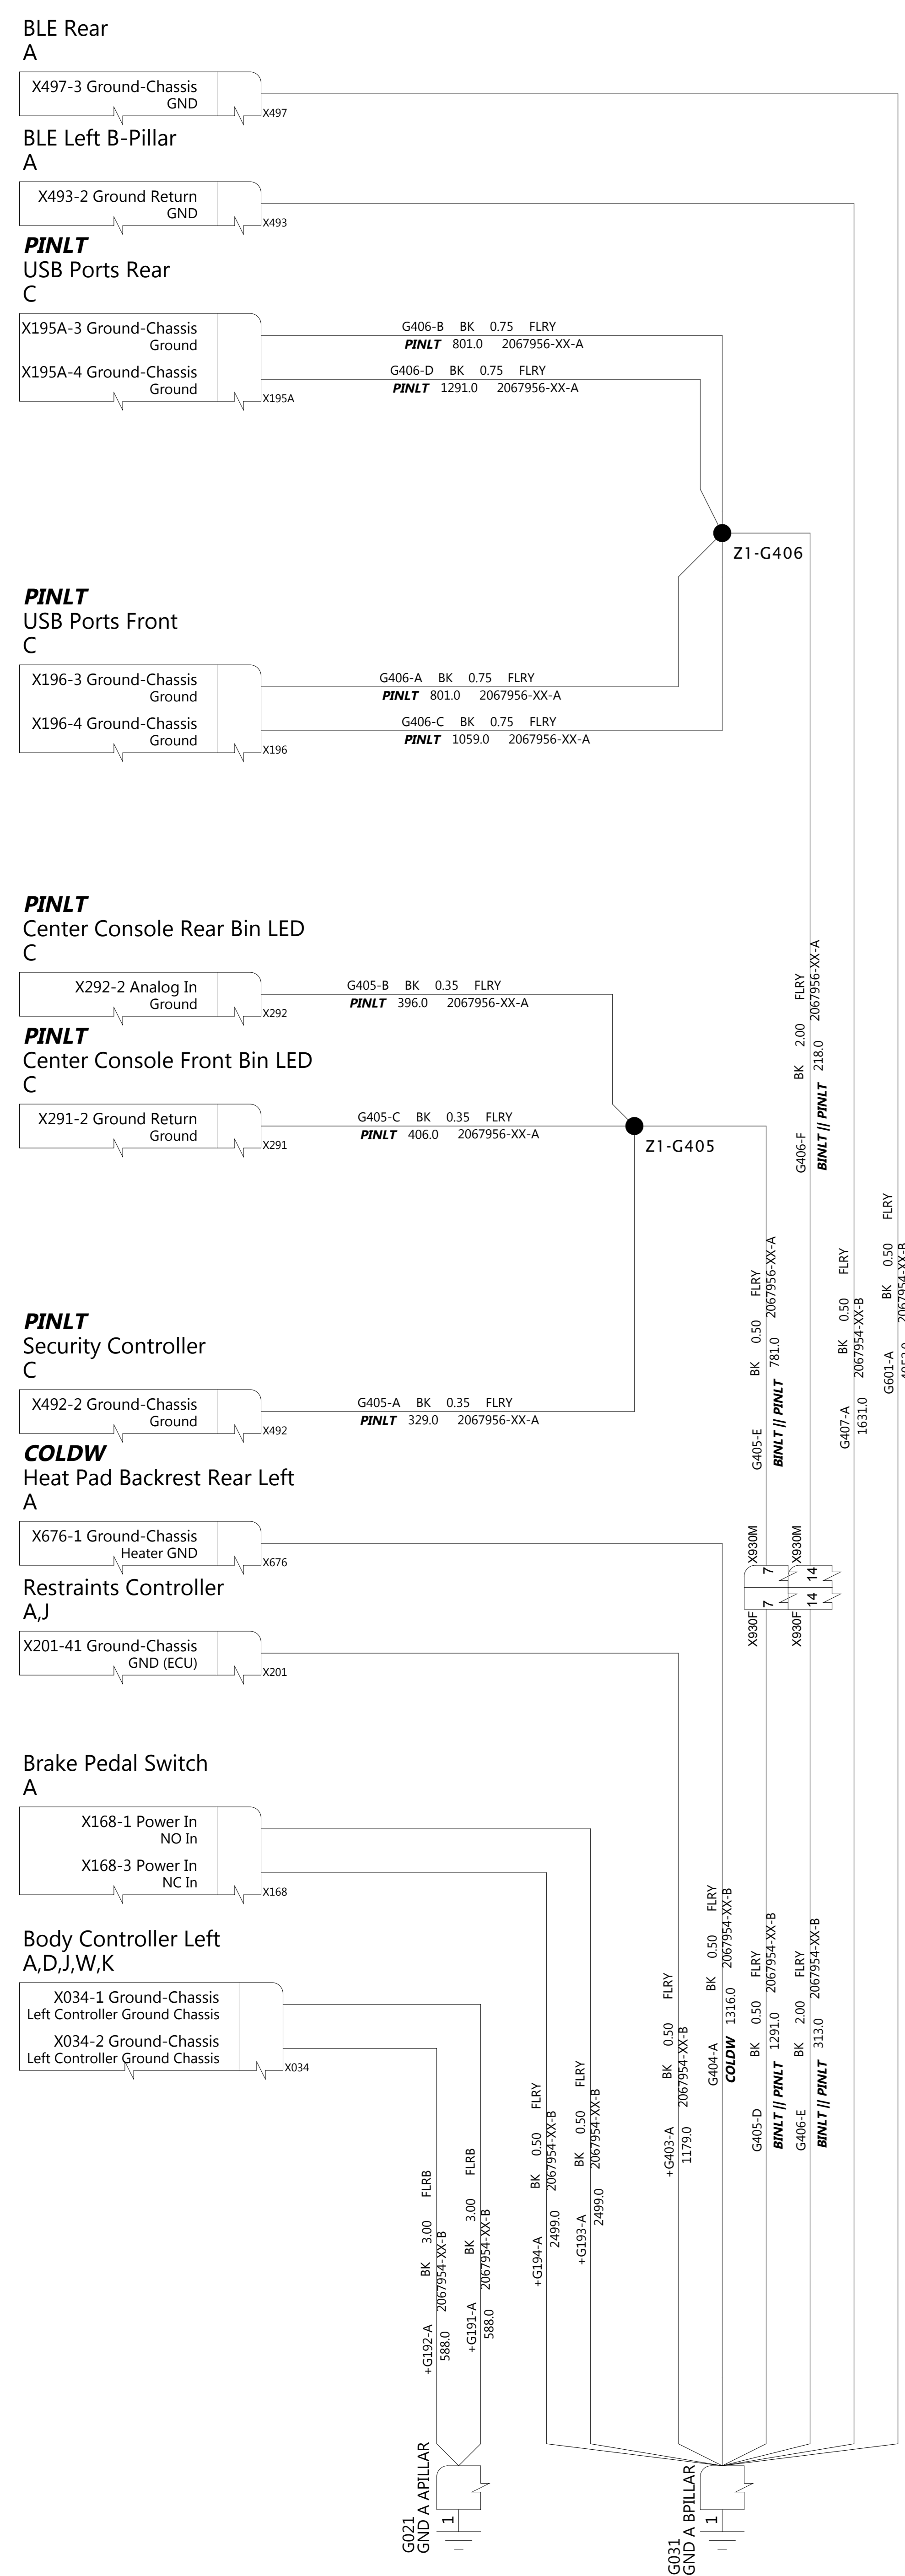 BLE Rear
A
X497-3 Ground-Chassis
GND
X497
BLE Left B-Pillar
A
X493-2 Ground Return
GND
X493
PINLT
USB Ports Rear
C
X195A-3 Ground-Chassis
Ground
X195A-4 Ground-Chassis
Ground
X195A
G406-B BK 0.75 FLRY
PINLT 801.0 2067956-XX-A
G406-D BK 0.75 FLRY
PINLT 1291.0 2067956-XX-A
Z1-G406
PINLT
USB Ports Front
C
X196-3 Ground-Chassis
Ground
X196-4 Ground-Chassis
Ground
X196
G406-A BK 0.75 FLRY
PINLT 801.0 2067956-XX-A
G406-C BK 0.75 FLRY
PINLT 1059.0 2067956-XX-A
PINLT
Center Console Rear Bin LED
C
X292-2 Analog In
Ground
X292
G405-B BK 0.35 FLRY
PINLT 396.0 2067956-XX-A
PINLT
Center Console Front Bin LED
C
X291-2 Ground Return
Ground
X291
G405-C BK 0.35 FLRY
PINLT 406.0 2067956-XX-A
Z1-G405
G406-F BK 2.00 FLRY
BINLT || PINLT 218.0 2067956-XX-A
G405-E BK 0.50 FLRY
BINLT || PINLT 781.0 2067956-XX-A
G407-A BK 0.50 FLRY
1631.0 2067954-XX-B
G601-A BK 0.50 FLRY
2067954-XX-B
PINLT
Security Controller
C
X492-2 Ground-Chassis
Ground
X492
G405-A BK 0.35 FLRY
PINLT 329.0 2067956-XX-A
COLDW
Heat Pad Backrest Rear Left
A
X676-1 Ground-Chassis
Heater GND
X676
X930M
7
X930M
14
X930F
7
X930F
14
Restraints Controller
A,J
X201-41 Ground-Chassis
GND (ECU)
X201
Brake Pedal Switch
A
X168-1 Power In
NO In
X168-3 Power In
NC In
X168
Body Controller Left
A,D,J,W,K
X034-1 Ground-Chassis
Left Controller Ground Chassis
X034-2 Ground-Chassis
Left Controller Ground Chassis
X034
+G192-A BK 3.00 FLRB
588.0 2067954-XX-B
+G191-A BK 3.00 FLRB
588.0 2067954-XX-B
+G194-A BK 0.50 FLRY
2499.0 2067954-XX-B
+G193-A BK 0.50 FLRY
2499.0 2067954-XX-B
+G403-A BK 0.50 FLRY
1179.0 2067954-XX-B
G404-A BK 0.50 FLRY
COLDW 1316.0 2067954-XX-B
G405-D BK 0.50 FLRY
BINLT || PINLT 1291.0 2067954-XX-B
G406-E BK 2.00 FLRY
BINLT || PINLT 313.0 2067954-XX-B
G021
GND A APILLAR
1
G031
GND A BPILLAR
1